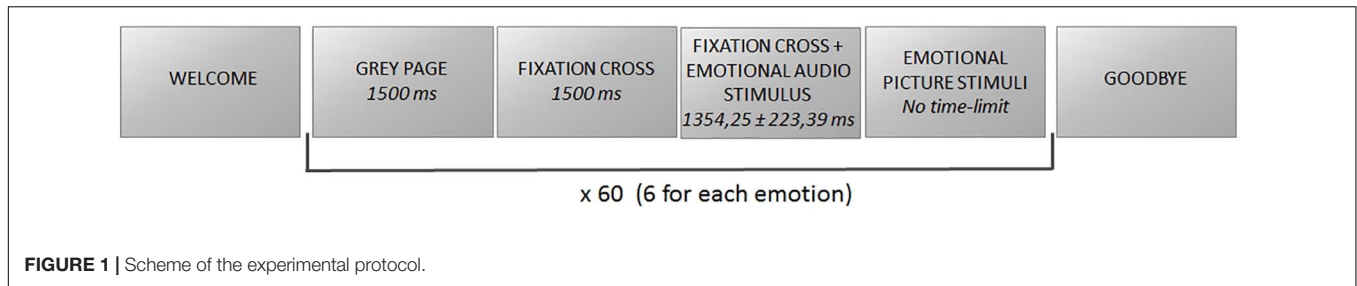 WELCOME
GREY PAGE
1500 ms
FIXATION CROSS
1500 ms
FIXATION CROSS +
EMOTIONAL AUDIO
STIMULUS
1354,25 ± 223,39 ms
EMOTIONAL
PICTURE STIMULI
No time-limit
GOODBYE
x 60 (6 for each emotion)
FIGURE 1 | Scheme of the experimental protocol.